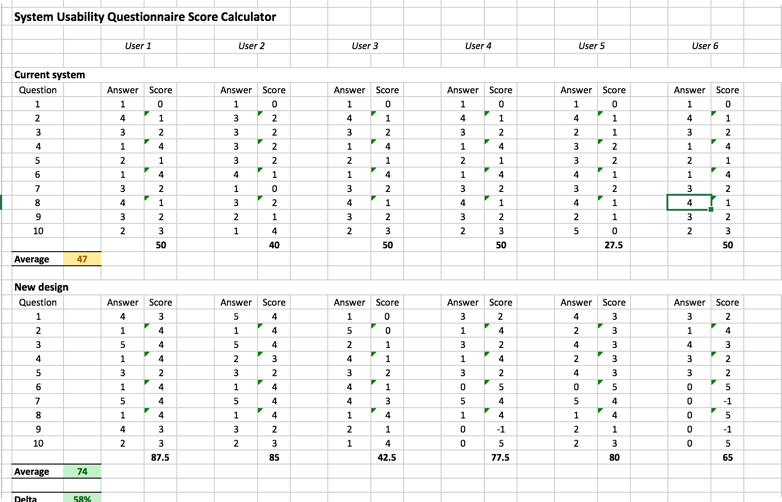 System Usability Questionnaire Score Calculator
User 1 User 2 User 3 User 4 User 5 User 6
Current system
Question Answer Score Answer Score Answer Score Answer Score Answer Score Answer Score
1 1 0 1 0 1 0 1 0 1 0 1 0
2 4 1 3 2 4 1 4 1 4 1 4 1
3 3 2 3 2 3 2 3 2 2 1 3 2
4 1 4 3 2 1 4 1 4 3 2 1 4
5 2 1 3 2 2 1 2 1 3 2 2 1
6 1 4 4 1 1 4 1 4 4 1 1 4
7 3 2 1 0 3 2 3 2 3 2 3 2
8 4 1 3 2 4 1 4 1 4 1 4 1
9 3 2 2 1 3 2 3 2 2 1 3 2
10 2 3 1 4 2 3 2 3 5 0 2 3
50 40 50 50 27.5 50
Average 47
New design
Question Answer Score Answer Score Answer Score Answer Score Answer Score Answer Score
1 4 3 5 4 1 0 3 2 4 3 3 2
2 1 4 1 4 5 0 1 4 2 3 1 4
3 5 4 5 4 2 1 3 2 4 3 4 3
4 1 4 2 3 4 1 1 4 2 3 3 2
5 3 2 3 2 3 2 3 2 4 3 3 2
6 1 4 1 4 4 1 0 5 0 5 0 5
7 5 4 5 4 4 3 5 4 5 4 0 -1
8 1 4 1 4 1 4 1 4 1 4 0 5
9 4 3 3 2 2 1 0 -1 2 1 0 -1
10 2 3 2 3 1 4 0 5 2 3 0 5
87.5 85 42.5 77.5 80 65
Average 74
Delta 58%